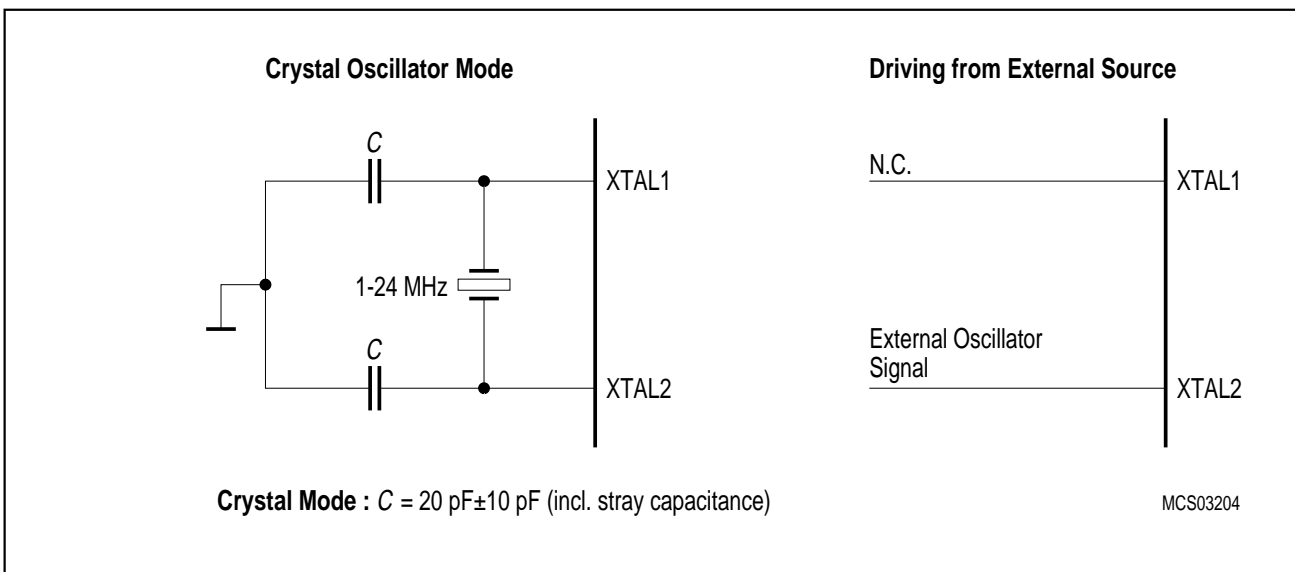 Crystal Oscillator Mode
Driving from External Source
C
XTAL1
N.C.
XTAL1
1-24 MHz
C
XTAL2
External Oscillator
Signal
XTAL2
Crystal Mode : C = 20 pF±10 pF (incl. stray capacitance)
MCS03204